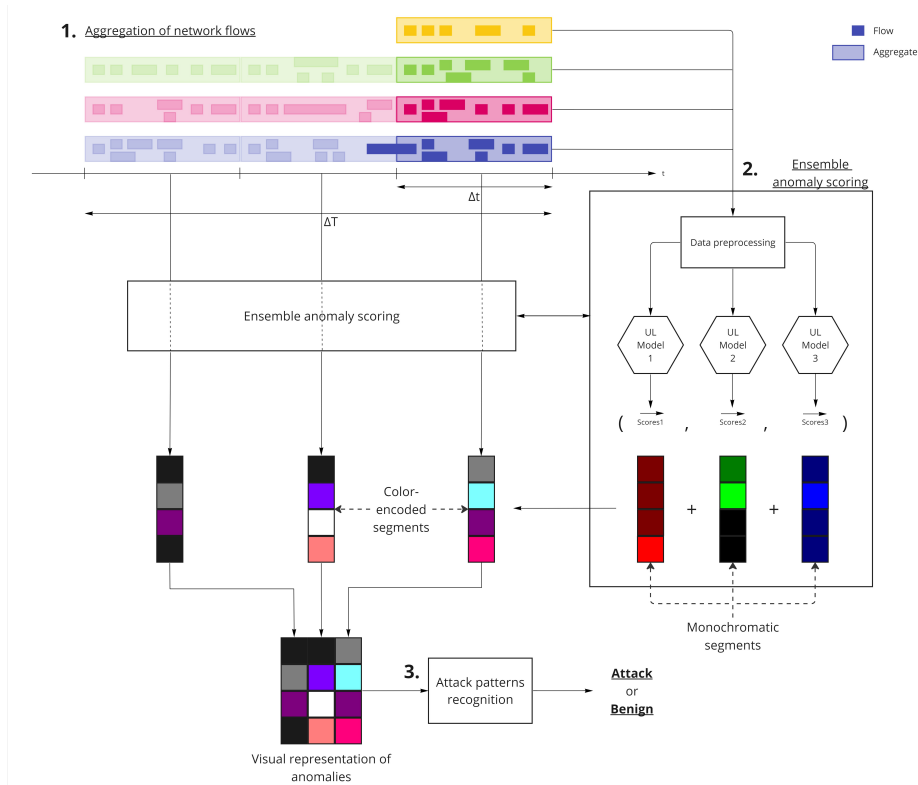 1. Aggregation of network flows
Flow
Aggregate
t
Δt
ΔT
2. Ensemble
anomaly scoring
Data preprocessing
Ensemble anomaly scoring
UL
Model
1
UL
Model
2
UL
Model
3
( Scores1 , Scores2 , Scores3 )
Color-
encoded
segments
+ +
Monochromatic
segments
3.
Attack patterns
recognition
Attack
or
Benign
Visual representation of
anomalies